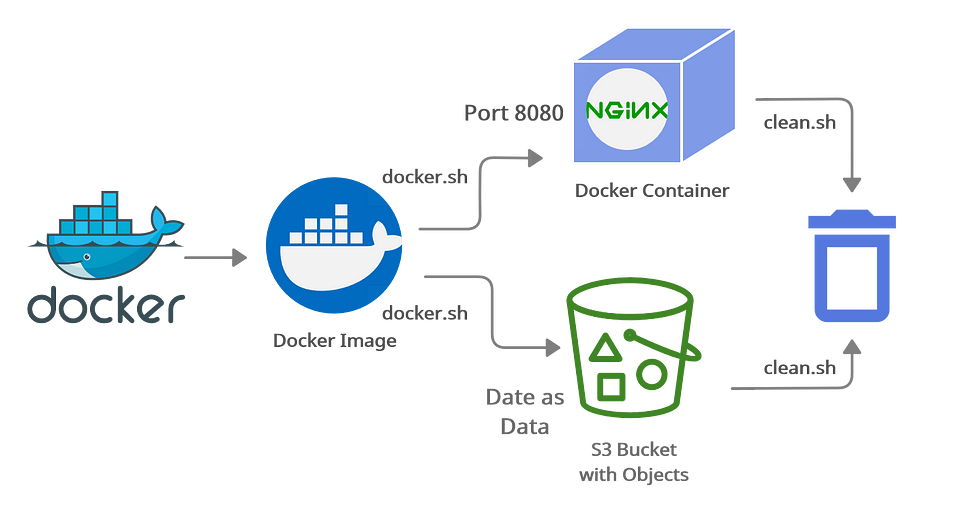 docker
Docker Image
docker.sh
docker.sh
Port 8080
NGiNX
Docker Container
Date as
Data
S3 Bucket
with Objects
clean.sh
clean.sh